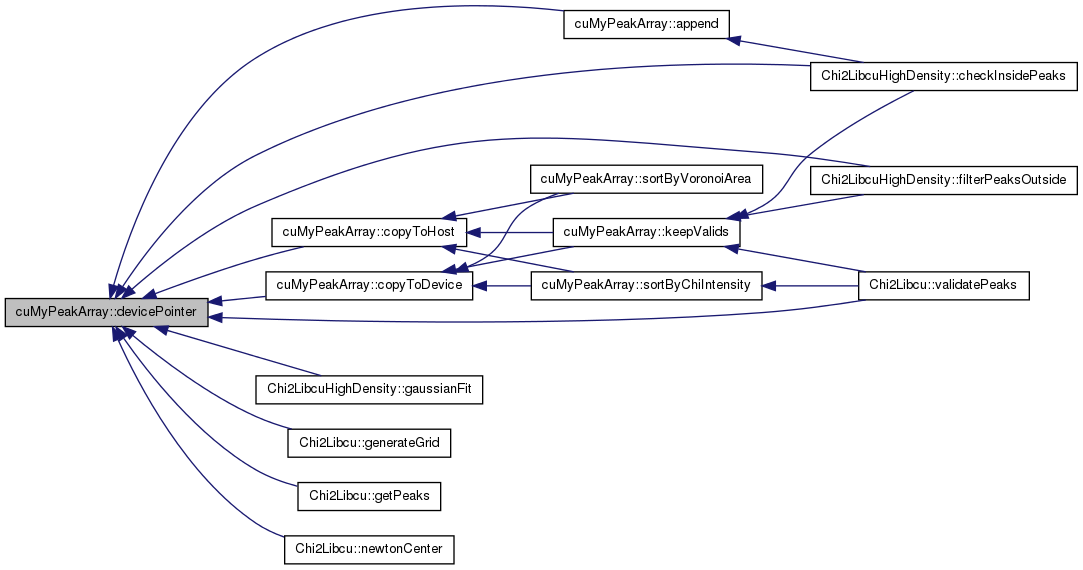 cuMyPeakArray::append
Chi2LibcuHighDensity::checkInsidePeaks
cuMyPeakArray::sortByVoronoiArea
Chi2LibcuHighDensity::filterPeaksOutside
cuMyPeakArray::copyToHost
cuMyPeakArray::keepValids
cuMyPeakArray::copyToDevice
cuMyPeakArray::sortByChiIntensity
Chi2Libcu::validatePeaks
cuMyPeakArray::devicePointer
Chi2LibcuHighDensity::gaussianFit
Chi2Libcu::generateGrid
Chi2Libcu::getPeaks
Chi2Libcu::newtonCenter